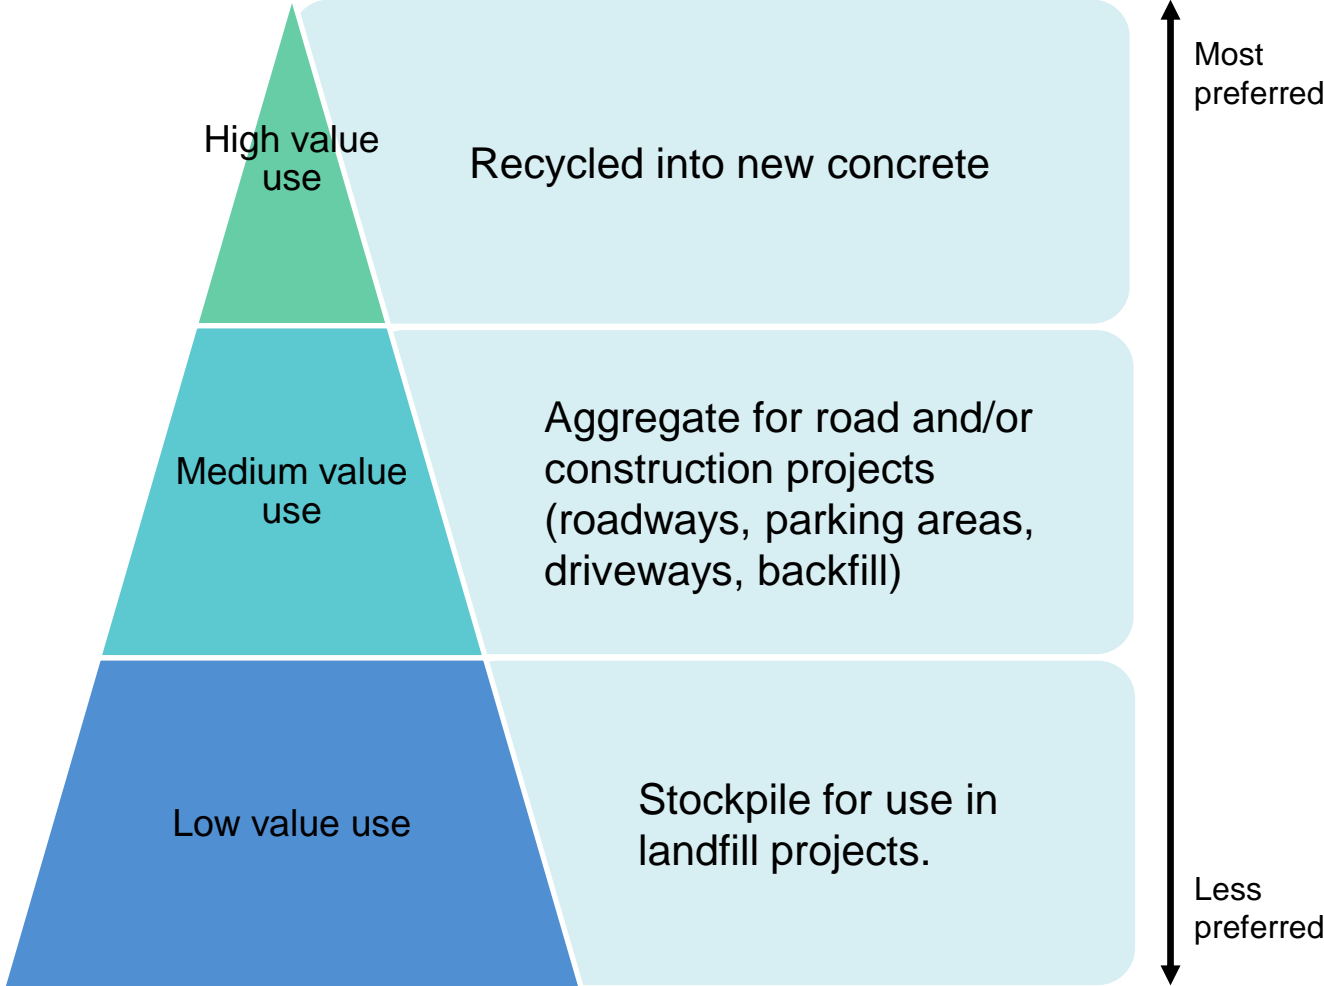 High value
use
Recycled into new concrete
Most
preferred
Medium value
use
Aggregate for road and/or
construction projects
(roadways, parking areas,
driveways, backfill)
Low value use
Stockpile for use in
landfill projects.
Less
preferred